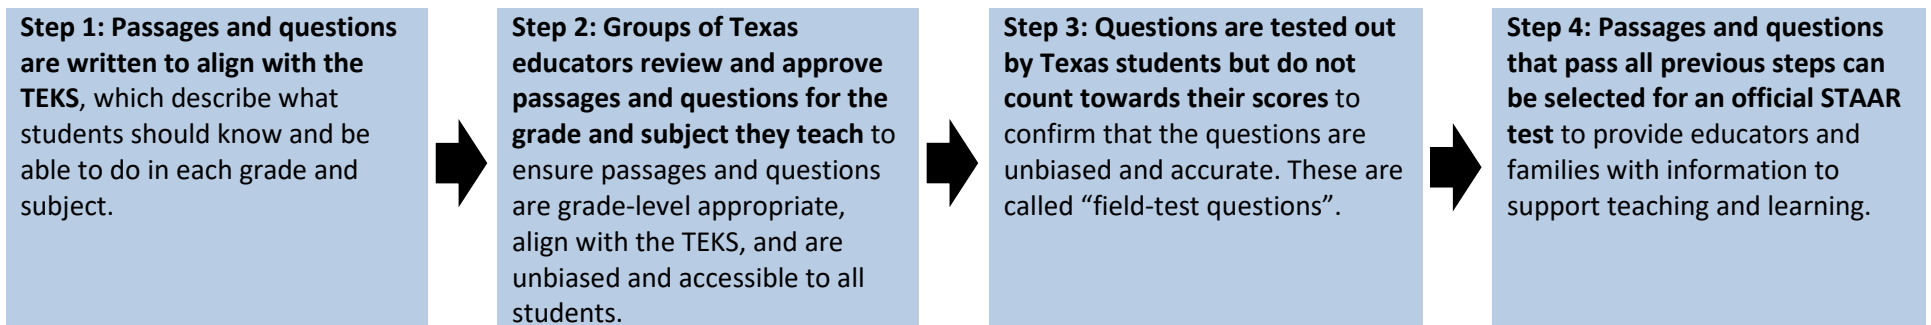 Step 1: Passages and questions
are written to align with the
TEKS, which describe what
students should know and be
able to do in each grade and
subject.
Step 2: Groups of Texas
educators review and approve
passages and questions for the
grade and subject they teach to
ensure passages and questions
are grade-level appropriate,
align with the TEKS, and are
unbiased and accessible to all
students.
Step 3: Questions are tested out
by Texas students but do not
count towards their scores to
confirm that the questions are
unbiased and accurate. These are
called “field-test questions”.
Step 4: Passages and questions
that pass all previous steps can
be selected for an official STAAR
test to provide educators and
families with information to
support teaching and learning.